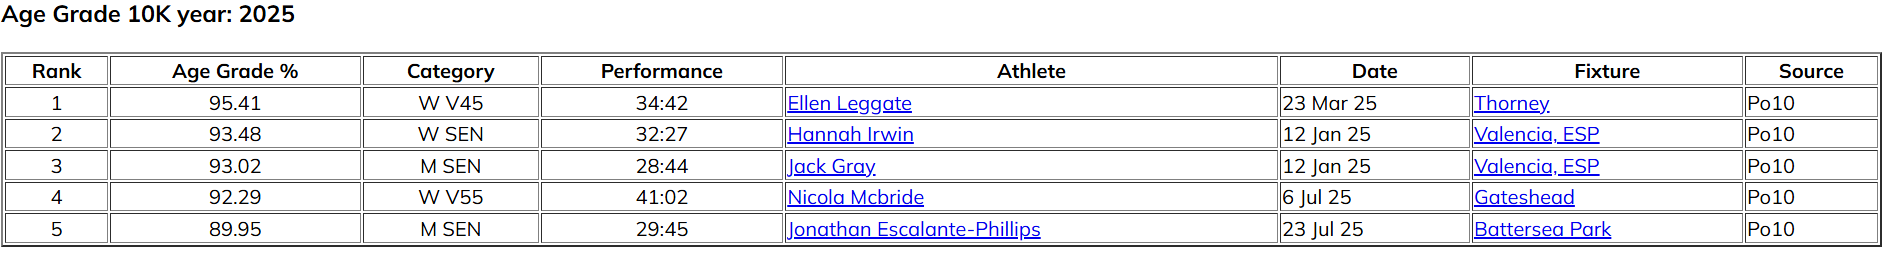 Age Grade 10K year: 2025
Rank Age Grade % Category Performance Athlete Date Fixture Source
1 95.41 W V45 34:42 Ellen Leggate 23 Mar 25 Thorney Po10
2 93.48 W SEN 32:27 Hannah Irwin 12 Jan 25 Valencia, ESP Po10
3 93.02 M SEN 28:44 Jack Gray 12 Jan 25 Valencia, ESP Po10
4 92.29 W V55 41:02 Nicola Mcbride 6 Jul 25 Gateshead Po10
5 89.95 M SEN 29:45 Jonathan Escalante-Phillips 23 Jul 25 Battersea Park Po10